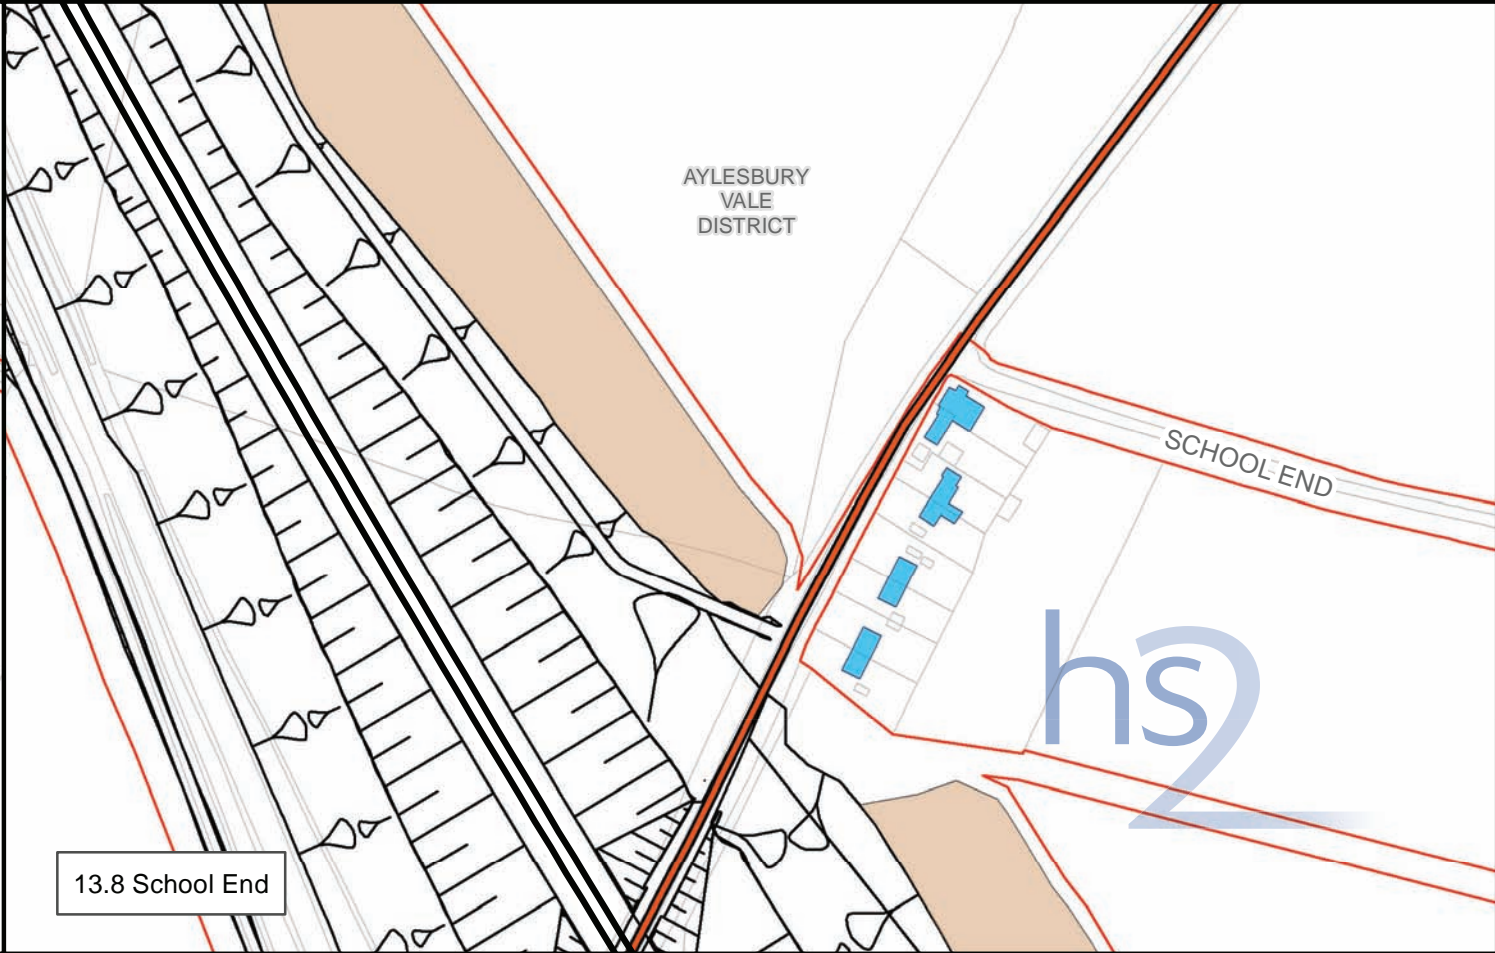 AYLESBURY
VALE
DISTRICT
SCHOOL END
hs2
13.8 School End